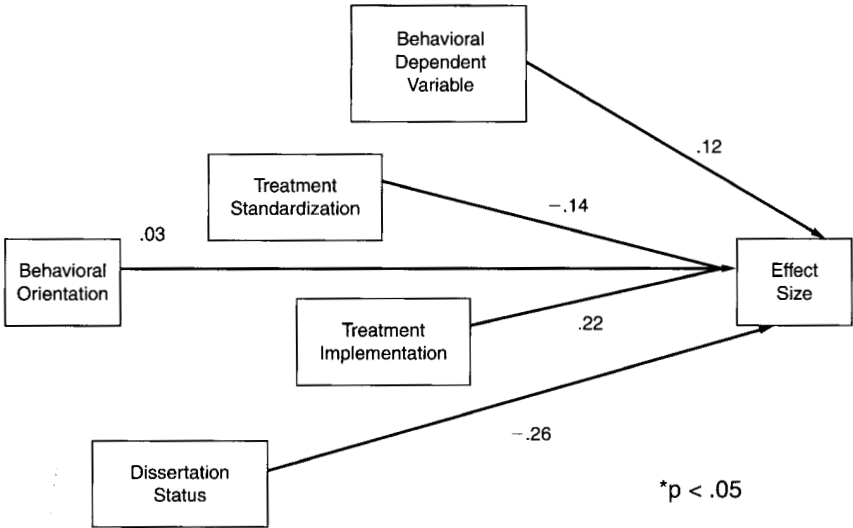 Behavioral
Dependent
Variable
.12
Treatment
Standardization
−.14
.03
Behavioral
Orientation
Effect
Size
Treatment
Implementation
.22
−.26
Dissertation
Status
*p < .05